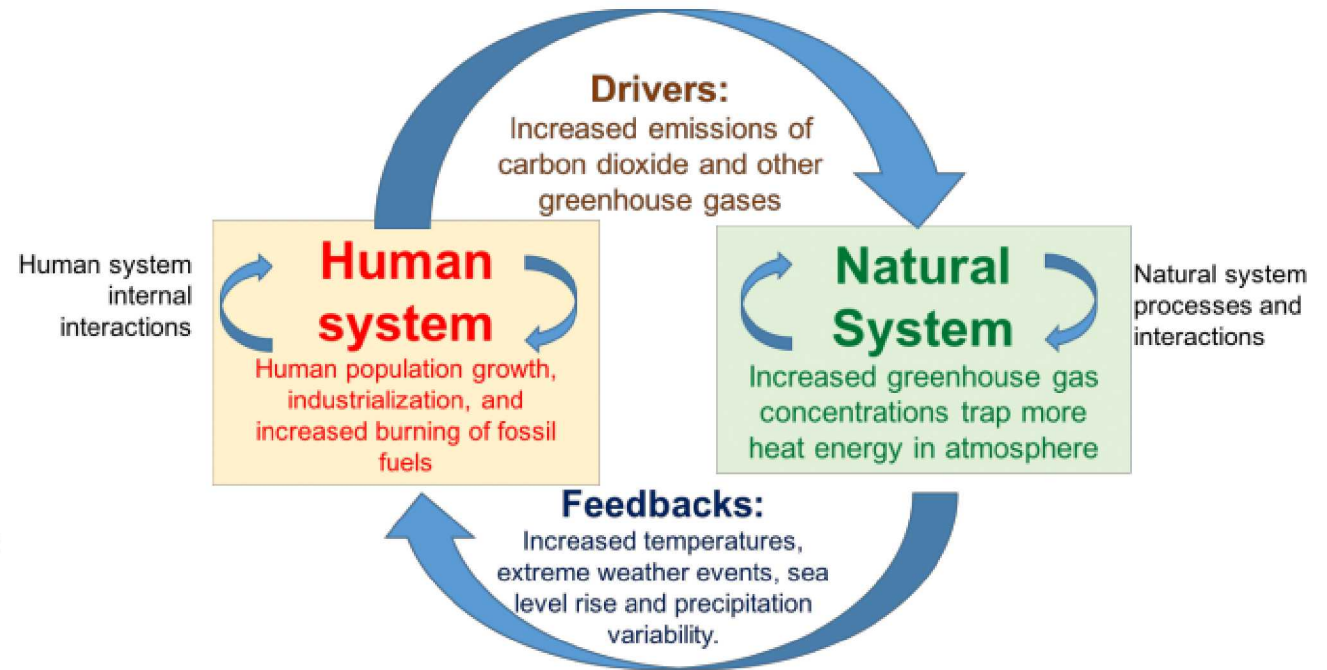 Drivers:
Increased emissions of
carbon dioxide and other
greenhouse gases
Human system
internal
interactions
Human
system
Human population growth,
industrialization, and
increased burning of fossil
fuels
Natural
System
Increased greenhouse gas
concentrations trap more
heat energy in atmosphere
Natural system
processes and
interactions
Feedbacks:
Increased temperatures,
extreme weather events, sea
level rise and precipitation
variability.